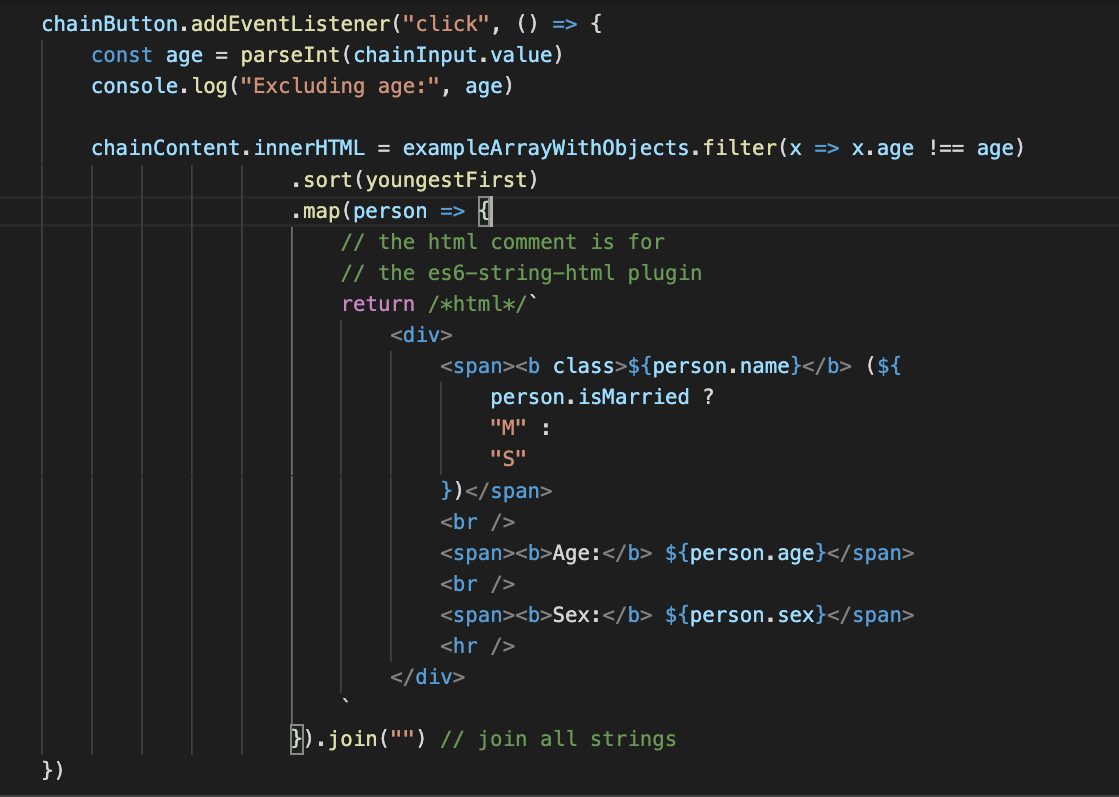 chainButton.addEventListener("click", () => {
    const age = parseInt(chainInput.value)
    console.log("Excluding age:", age)

    chainContent.innerHTML = exampleArrayWithObjects.filter(x => x.age !== age)
                    .sort(youngestFirst)
                    .map(person => {
                        // the html comment is for
                        // the es6-string-html plugin
                        return /*html*/`
                            <div>
                                <span><b class>${person.name}</b> (${
                                    person.isMarried ?
                                    "M" :
                                    "S"
                                })</span>
                                <br />
                                <span><b>Age:</b> ${person.age}</span>
                                <br />
                                <span><b>Sex:</b> ${person.sex}</span>
                                <hr />
                            </div>
                        `
                    }).join("") // join all strings
})